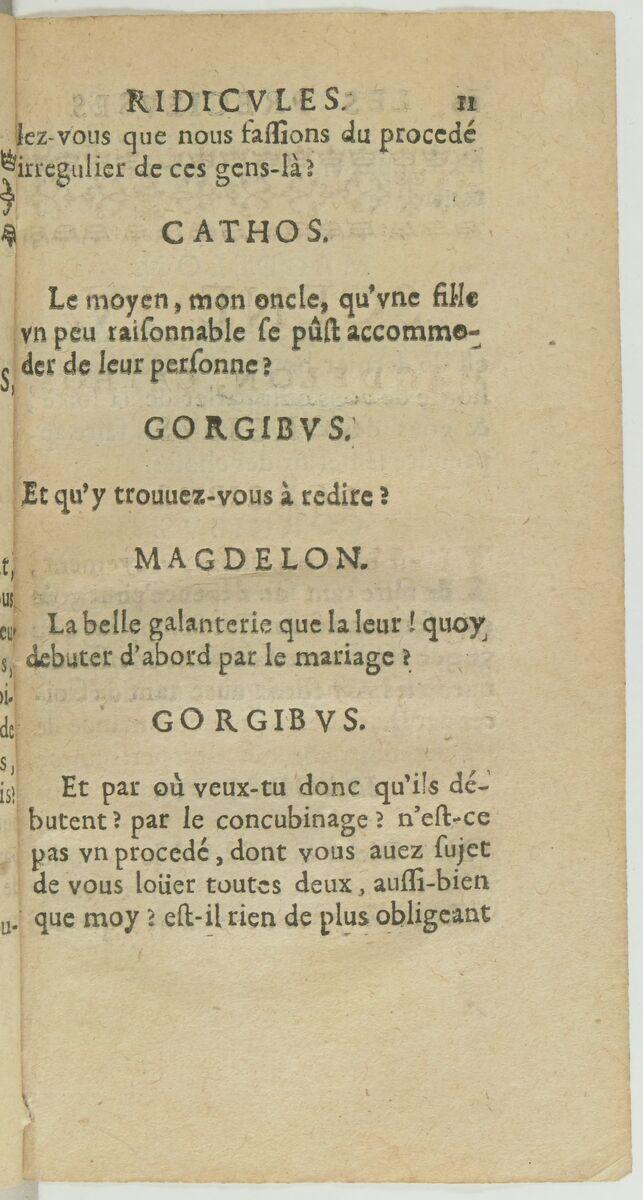 RIDICVLES. 11
lez-vous que nous faſſions du procedé
irregulier de ces gens-là?
CATHOS.
Le moyen, mon oncle, qu'vne fille
vn peu raiſonnable ſe pûſt accommo-
der de leur perſonne?
GORGIBVS.
Et qu'y trouuez-vous à redire?
MAGDELON.
La belle galanterie que la leur! quoy
debuter d'abord par le mariage?
GORGIBVS.
Et par où veux-tu donc qu'ils dé-
butent? par le concubinage? n'eſt-ce
pas vn procedé, dont vous auez ſujet
de vous loüer toutes deux, auſſi-bien
que moy? eſt-il rien de plus obligeant